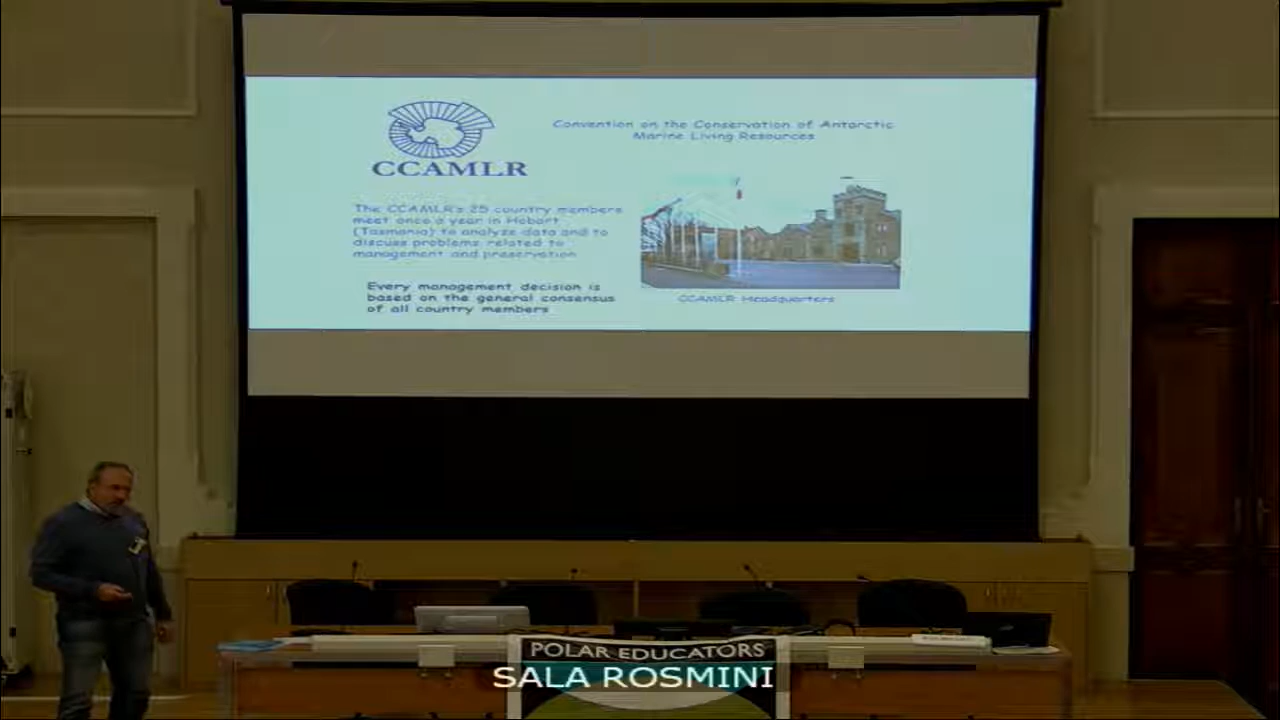 CCAMLR
Convention on the Conservation of Antarctic
Marine Living Resources
The CCAMLR's 25 country members
meet once a year in Hobart
(Tasmania) to analyze data and to
discuss problems related to
management and preservation
Every management decision is
based on the general consensus
of all country members
CCAMLR Headquarters
POLAR EDUCATORS
SALA ROSMINI